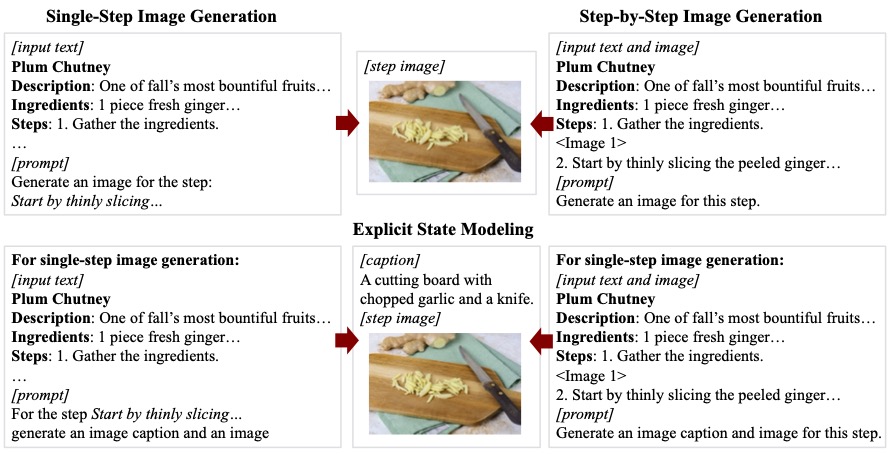 Single-Step Image Generation
[input text]
Plum Chutney
Description: One of fall's most bountiful fruits…
Ingredients: 1 piece fresh ginger…
Steps: 1. Gather the ingredients.
…
[prompt]
Generate an image for the step:
Start by thinly slicing…
[step image]
Step-by-Step Image Generation
[input text and image]
Plum Chutney
Description: One of fall's most bountiful fruits…
Ingredients: 1 piece fresh ginger…
Steps: 1. Gather the ingredients.
<Image 1>
2. Start by thinly slicing the peeled ginger…
[prompt]
Generate an image for this step.
Explicit State Modeling
For single-step image generation:
[input text]
Plum Chutney
Description: One of fall's most bountiful fruits…
Ingredients: 1 piece fresh ginger…
Steps: 1. Gather the ingredients.
…
[prompt]
For the step Start by thinly slicing…
generate an image caption and an image
[caption]
A cutting board with
chopped garlic and a knife.
[step image]
For single-step image generation:
[input text and image]
Plum Chutney
Description: One of fall's most bountiful fruits…
Ingredients: 1 piece fresh ginger…
Steps: 1. Gather the ingredients.
<Image 1>
2. Start by thinly slicing the peeled ginger…
[prompt]
Generate an image caption and image for this step.